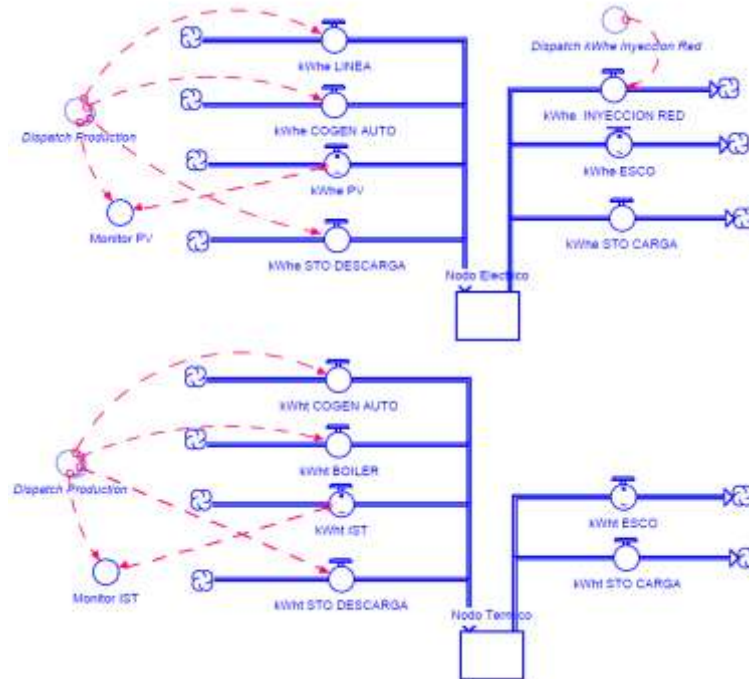 kWhe LINEA
Dispatch kWhe Inyeccion Red
Dispatch Production
kWhe COGEN AUTO
kWhe INYECCION RED
kWhe PV
kWhe ESCO
Monitor PV
kWhe STO DESCARGA
kWhe STO CARGA
Nodo Electrico
kWht COGEN AUTO
kWht BOILER
Dispatch Production
kWht IST
kWht ESCO
Monitor IST
kWht STO DESCARGA
kWht STO CARGA
Nodo Termico